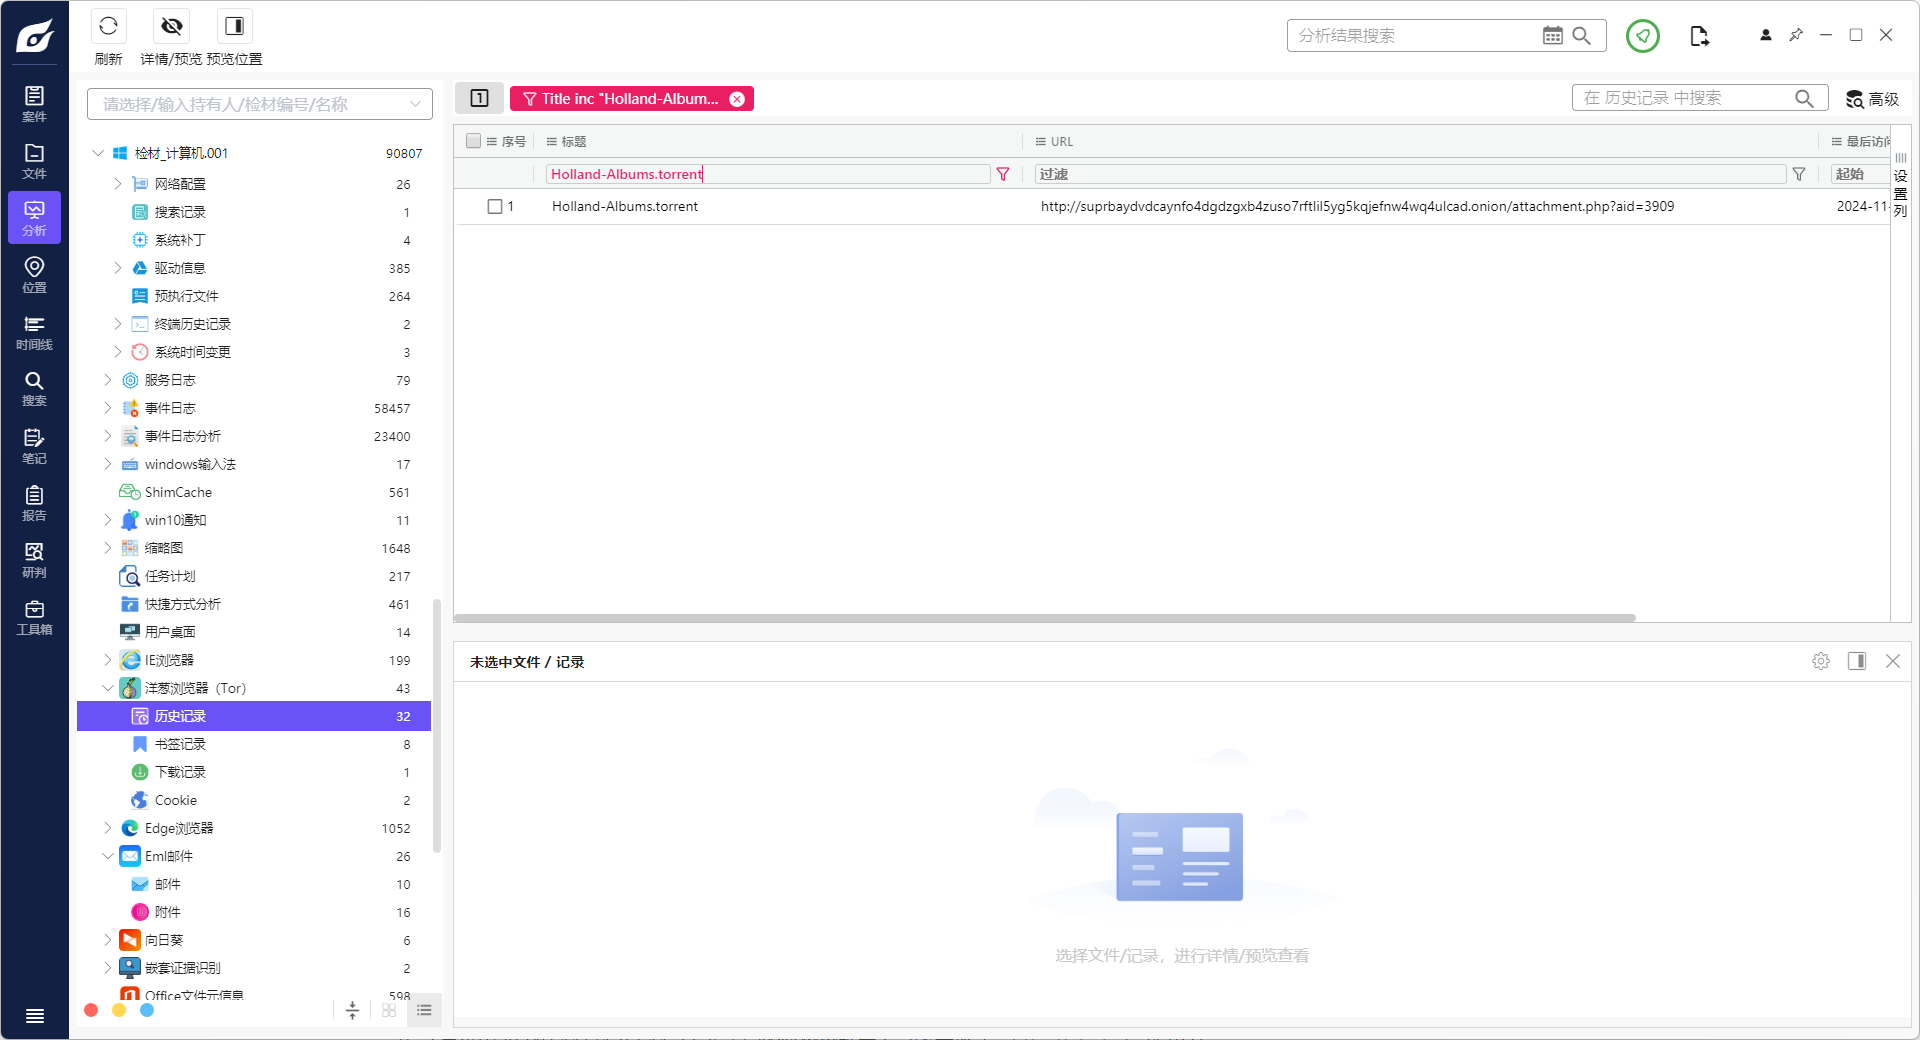 刷新
详情/预览 预览位置
分析结果搜索
案件
文件
分析
位置
时间线
搜索
笔记
报告
研判
工具箱
请选择/输入持有人/检材编号/名称
检材_计算机.001 90807
网络配置 26
搜索记录 1
系统补丁 4
驱动信息 385
预执行文件 264
终端历史记录 2
系统时间变更 3
服务日志 79
事件日志 58457
事件日志分析 23400
windows输入法 17
ShimCache 561
win10通知 11
缩略图 1648
任务计划 217
快捷方式分析 461
用户桌面 14
IE浏览器 199
洋葱浏览器（Tor） 43
历史记录 32
书签记录 8
下载记录 1
Cookie 2
Edge浏览器 1052
Eml邮件 26
邮件 10
附件 16
向日葵 6
嵌套证据识别 2
Office文件元信息 598
1 Title inc "Holland-Album...
在 历史记录 中搜索
高级
序号 标题 URL 最后访问
Holland-Albums.torrent 过滤 起始
1 Holland-Albums.torrent http://suprbaydvdcaynfo4dgdzgxb4zuso7rftlil5yg5kqjefnw4wq4ulcad.onion/attachment.php?aid=3909 2024-11-
设置列
未选中文件 / 记录
选择文件/记录，进行详情/预览查看